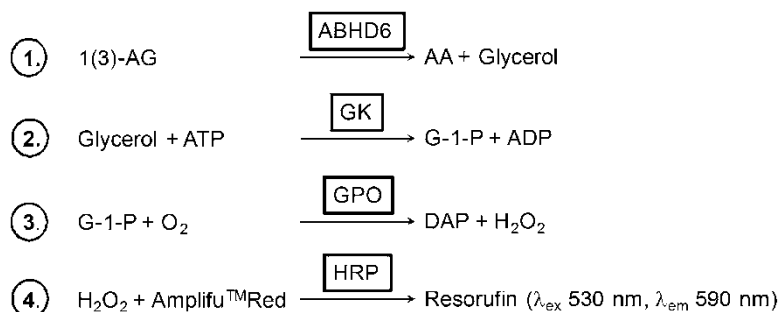 ABHD6
1. 1(3)-AG AA + Glycerol
GK
2. Glycerol + ATP G-1-P + ADP
GPO
3. G-1-P + O₂ DAP + H₂O₂
HRP
4. H₂O₂ + Amplifu™Red Resorufin (λex 530 nm, λem 590 nm)